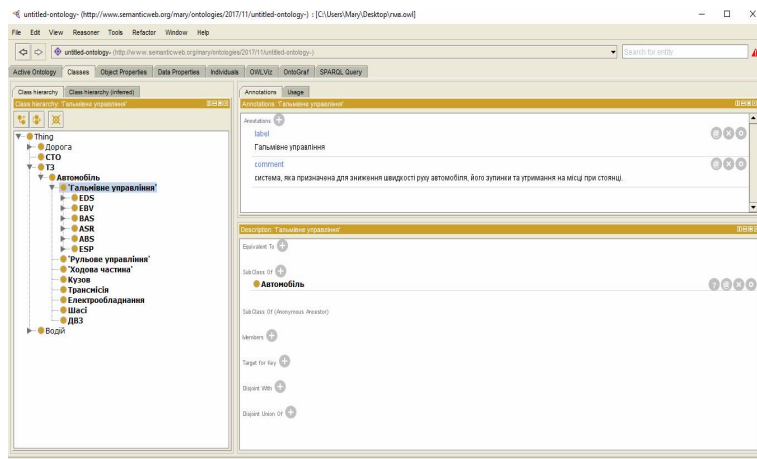 untitled-ontology- (http://www.semanticweb.org/mary/ontologies/2017/11/untitled-ontology-) : [C:\Users\Mary\Desktop\гмв.owl]
File Edit View Reasoner Tools Refactor Window Help
untitled-ontology- (http://www.semanticweb.org/mary/ontologies/2017/11/untitled-ontology-)
Search for entity
Active Ontology Classes Object Properties Data Properties Individuals OWLViz OntoGraf SPARQL Query
Class hierarchy Class hierarchy (inferred)
Class hierarchy: 'Гальмівне управління'
Thing
Дорога
СТО
ТЗ
Автомобіль
'Гальмівне управління'
EDS
EBV
BAS
ASR
ABS
ESP
'Рульове управління'
'Ходова частина'
Кузов
Трансмісія
Електрообладнання
Шасі
ДВЗ
Водій
Annotations Usage
Annotations: 'Гальмівне управління'
Annotations
label
Гальмівне управління
comment
система, яка призначена для зниження швидкості руху автомобіля, його зупинки та утримання на місці при стоянці.
Description: 'Гальмівне управління'
Equivalent To
SubClass Of
Автомобіль
SubClass Of (Anonymous Ancestor)
Members
Target for Key
Disjoint With
Disjoint Union Of